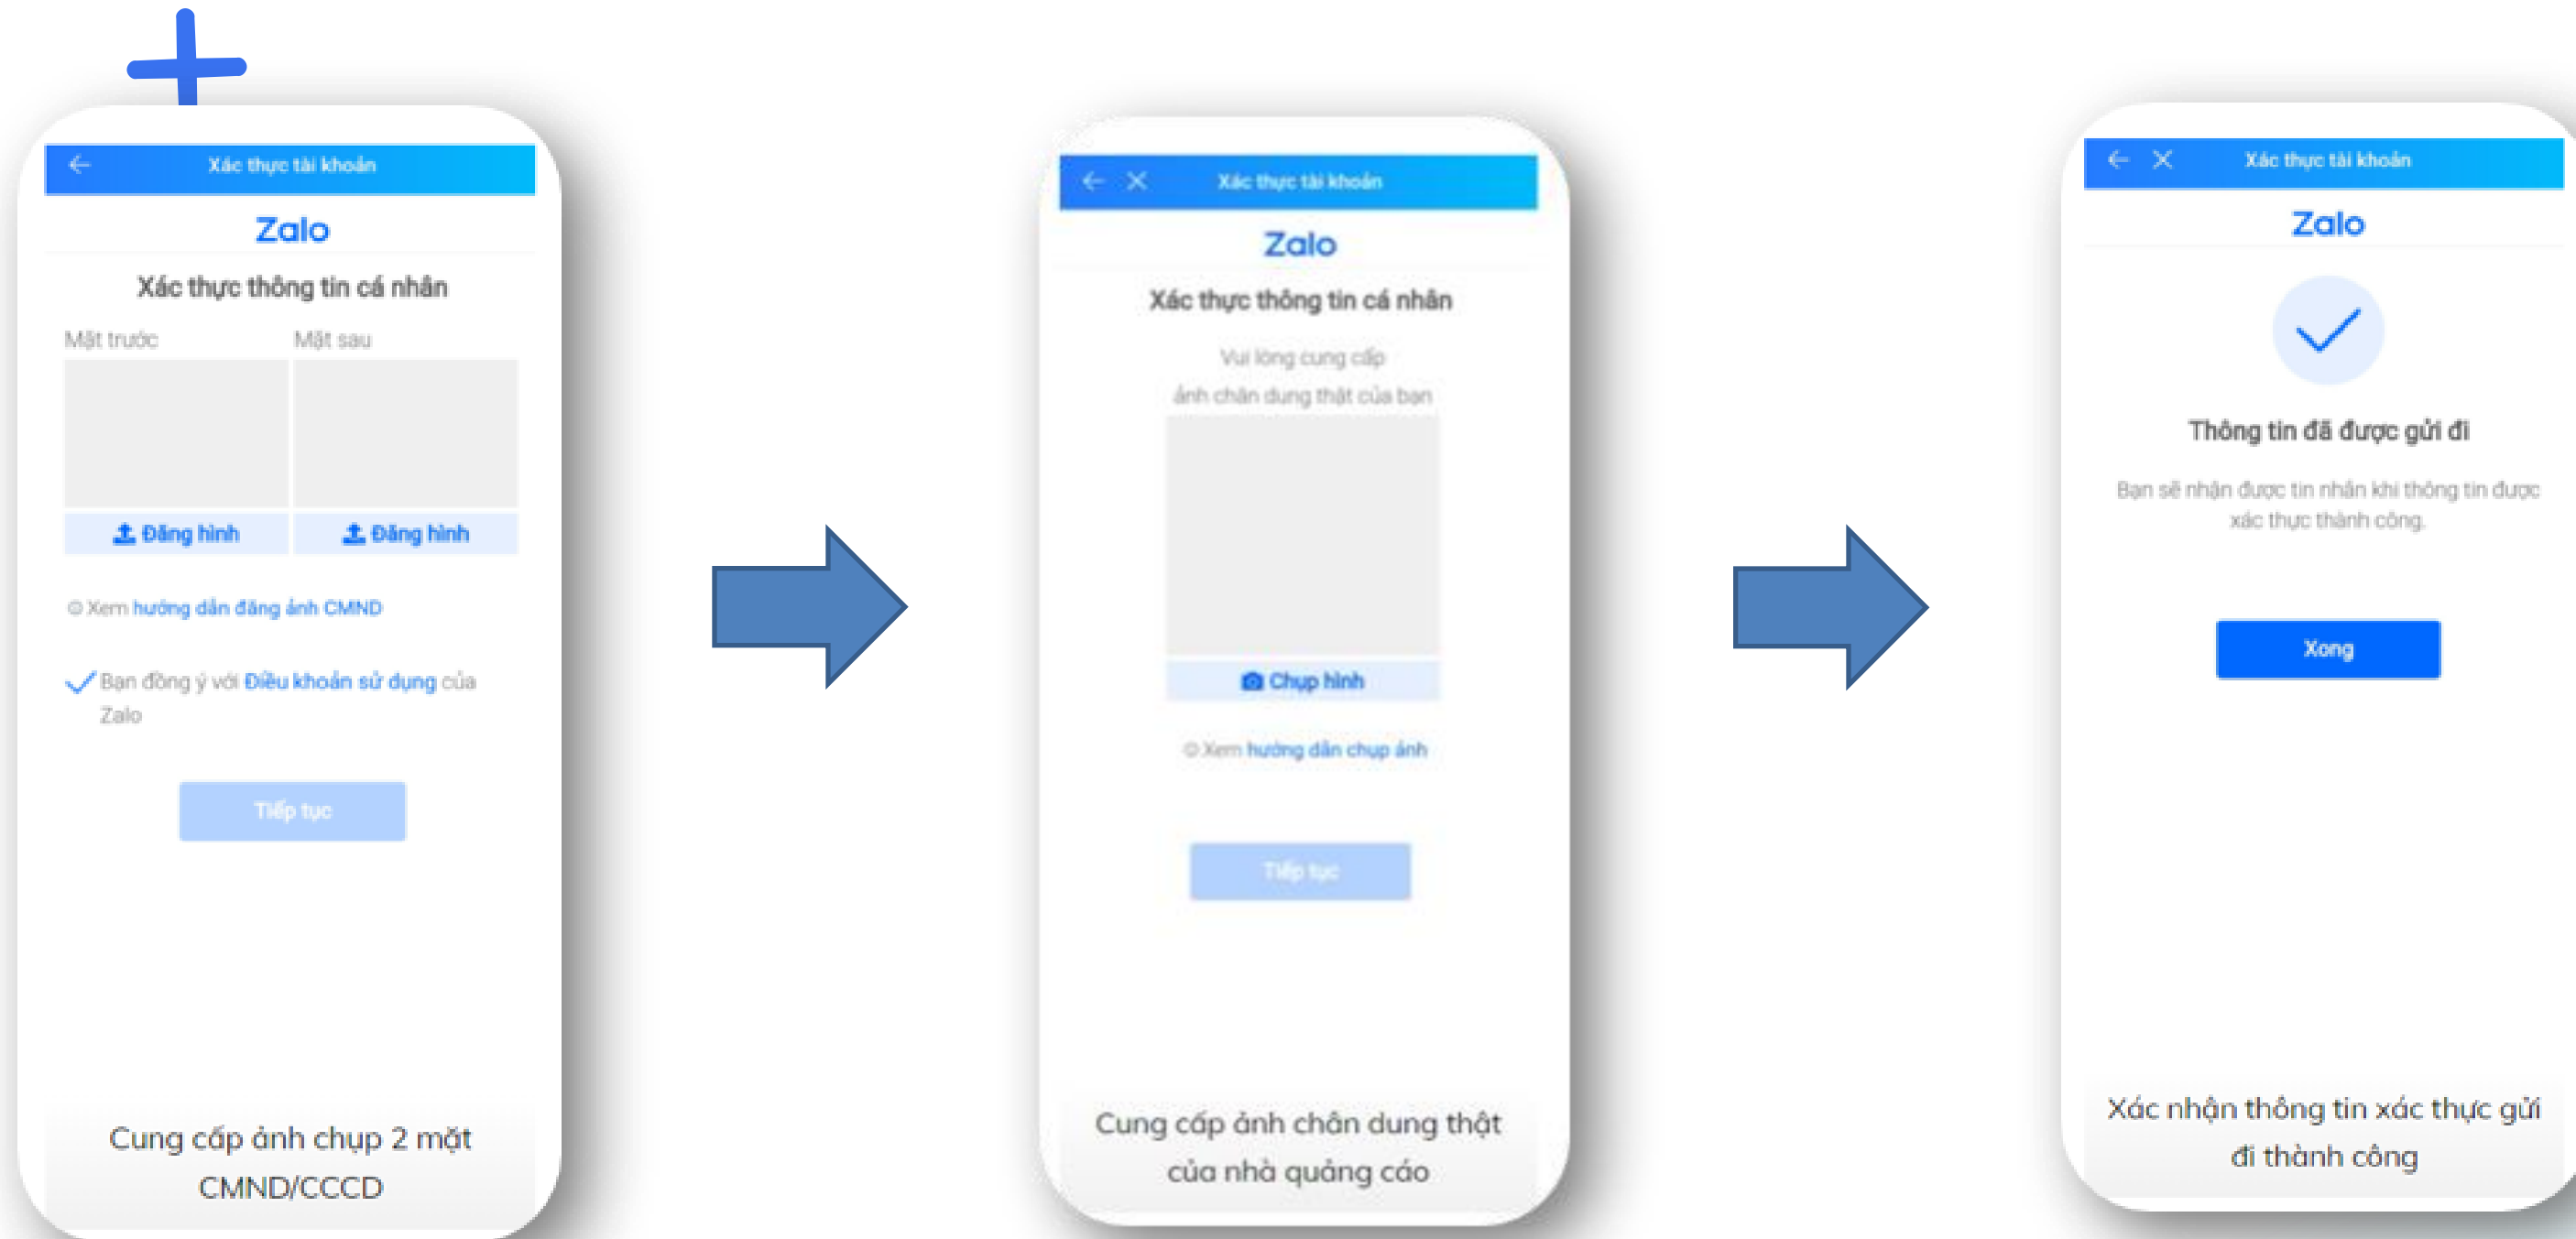 Xác thực tài khoản
Zalo
Xác thực thông tin cá nhân
Mặt trước
Mặt sau
Đăng hình
Đăng hình
Xem hướng dẫn đăng ảnh CMND
Bạn đồng ý với Điều khoản sử dụng của
Zalo
Tiếp tục
Cung cấp ảnh chụp 2 mặt
CMND/CCCD
Xác thực tài khoản
Zalo
Xác thực thông tin cá nhân
Vui lòng cung cấp
ảnh chân dung thật của bạn
Chụp hình
Xem hướng dẫn chụp ảnh
Tiếp tục
Cung cấp ảnh chân dung thật
của nhà quảng cáo
Xác thực tài khoản
Zalo
Thông tin đã được gửi đi
Bạn sẽ nhận được tin nhắn khi thông tin được
xác thực thành công.
Xong
Xác nhận thông tin xác thực gửi
đi thành công